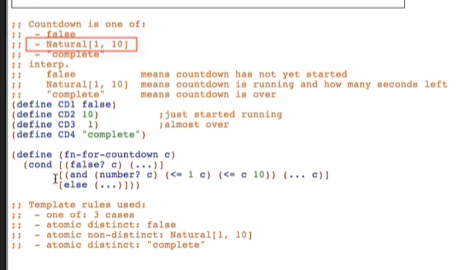 ;; Countdown is one of:
;;  - false
;;  - Natural[1, 10]
;;  - "complete"
;; interp.
;;    false            means countdown has not yet started
;;    Natural[1, 10]  means countdown is running and how many seconds left
;;    "complete"       means countdown is over
(define CD1 false)
(define CD2 10)          ;just started running
(define CD3  1)          ;almost over
(define CD4 "complete")
(define (fn-for-countdown c)
  (cond [(false? c) (...)]
        [(and (number? c) (<= 1 c) (<= c 10)) (... c)]
        [else (...)]))
;; Template rules used:
;;  - one of: 3 cases
;;  - atomic distinct: false
;;  - atomic non-distinct: Natural[1, 10]
;;  - atomic distinct: "complete"